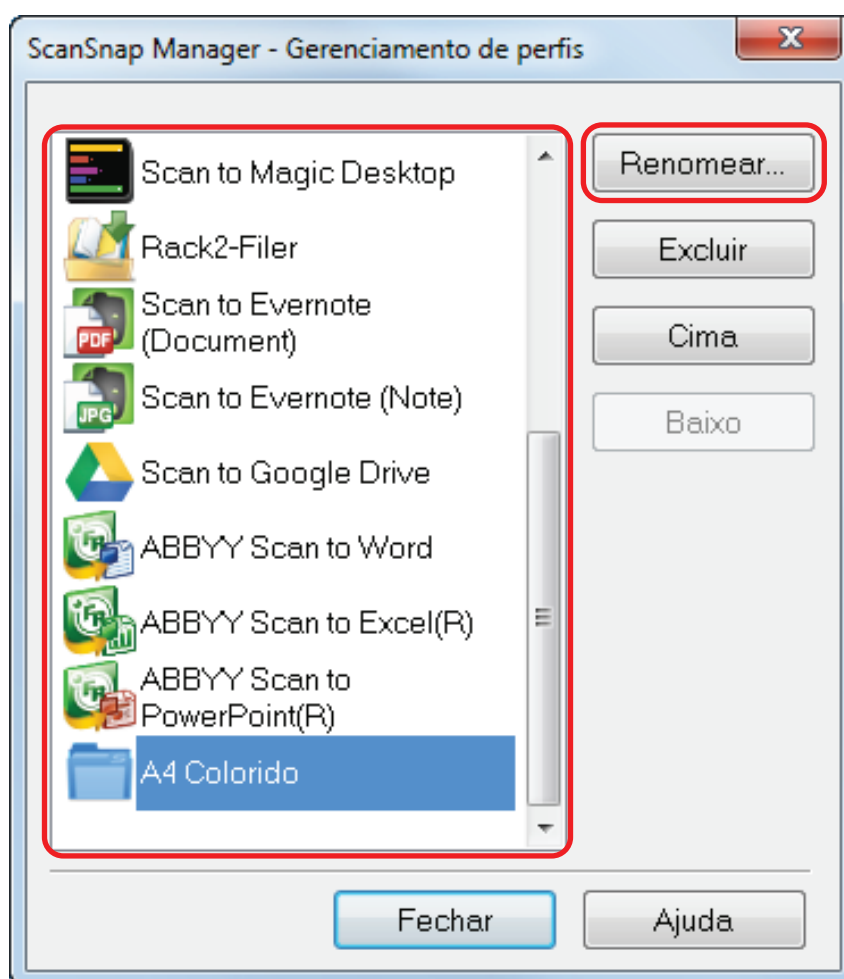 ScanSnap Manager - Gerenciamento de perfis
Scan to Magic Desktop
Rack2-Filer
Scan to Evernote
(Document)
PDF
Scan to Evernote (Note)
JPG
Scan to Google Drive
ABBYY Scan to Word
ABBYY Scan to Excel(R)
ABBYY Scan to
PowerPoint(R)
A4 Colorido
Renomear...
Excluir
Cima
Baixo
Fechar
Ajuda